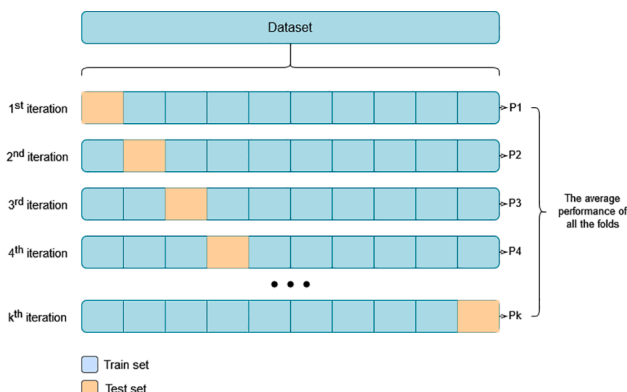 Dataset
1st iteration
P1
2nd iteration
P2
3rd iteration
P3
4th iteration
P4
kth iteration
Pk
The average
performance of
all the folds
Train set
Test set